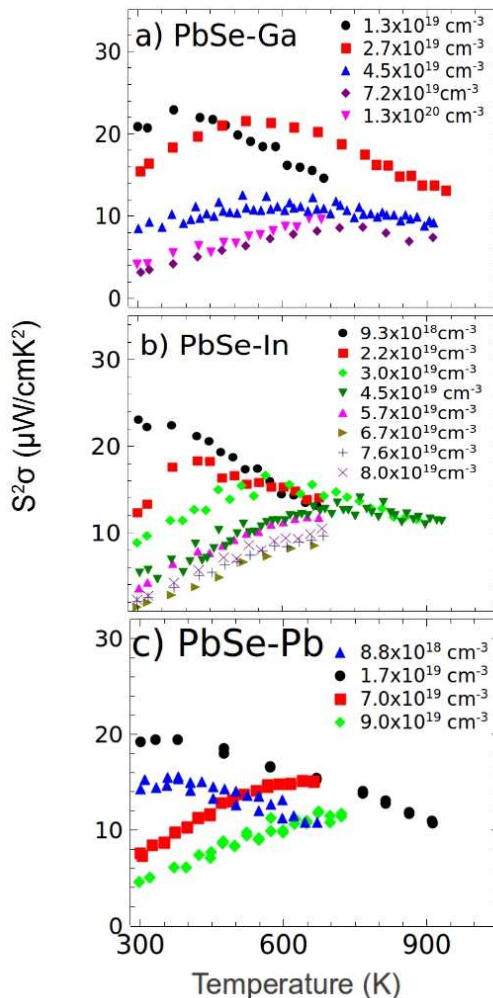 a) PbSe-Ga
1.3x10¹⁹ cm⁻³
2.7x10¹⁹ cm⁻³
4.5x10¹⁹ cm⁻³
7.2x10¹⁹cm⁻³
1.3x10²⁰ cm⁻³
30
20
10
0
b) PbSe-In
9.3x10¹⁸cm⁻³
2.2x10¹⁹cm⁻³
3.0x10¹⁹cm⁻³
4.5x10¹⁹ cm⁻³
5.7x10¹⁹cm⁻³
6.7x10¹⁹cm⁻³
7.6x10¹⁹cm⁻³
8.0x10¹⁹cm⁻³
30
20
10
S²σ (μW/cmK²)
c) PbSe-Pb
8.8x10¹⁸ cm⁻³
1.7x10¹⁹ cm⁻³
7.0x10¹⁹ cm⁻³
9.0x10¹⁹ cm⁻³
30
20
10
0
300 600 900
Temperature (K)